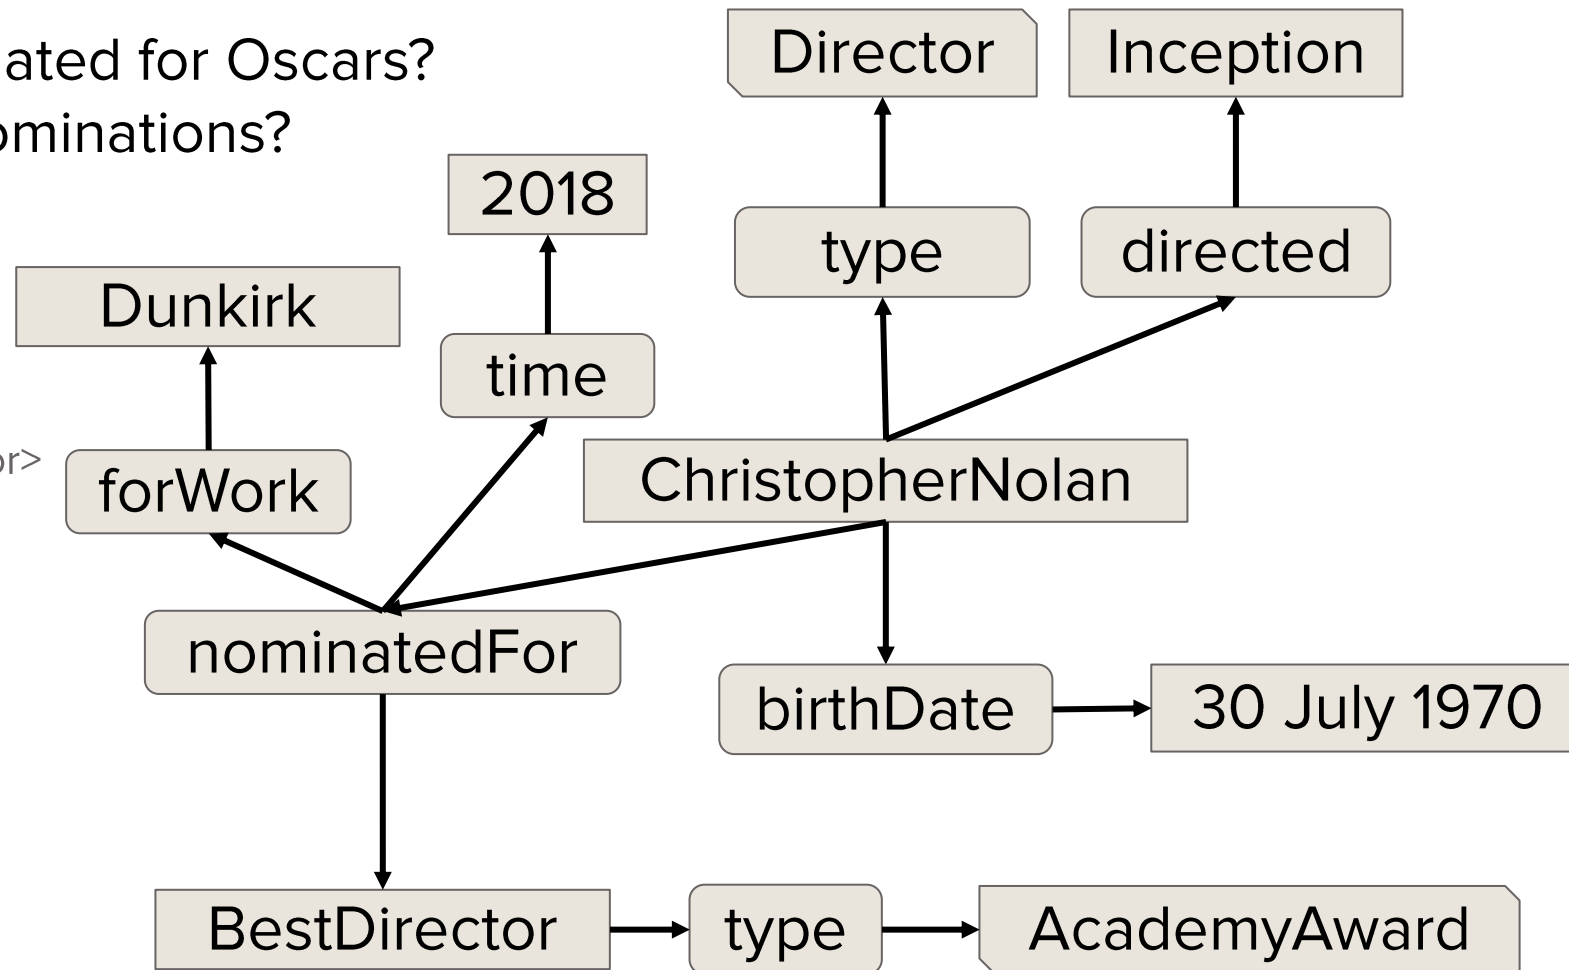 ated for Oscars?
ominations?
Director
Inception
2018
type
directed
Dunkirk
time
or>
forWork
ChristopherNolan
nominatedFor
birthDate
30 July 1970
BestDirector
type
AcademyAward